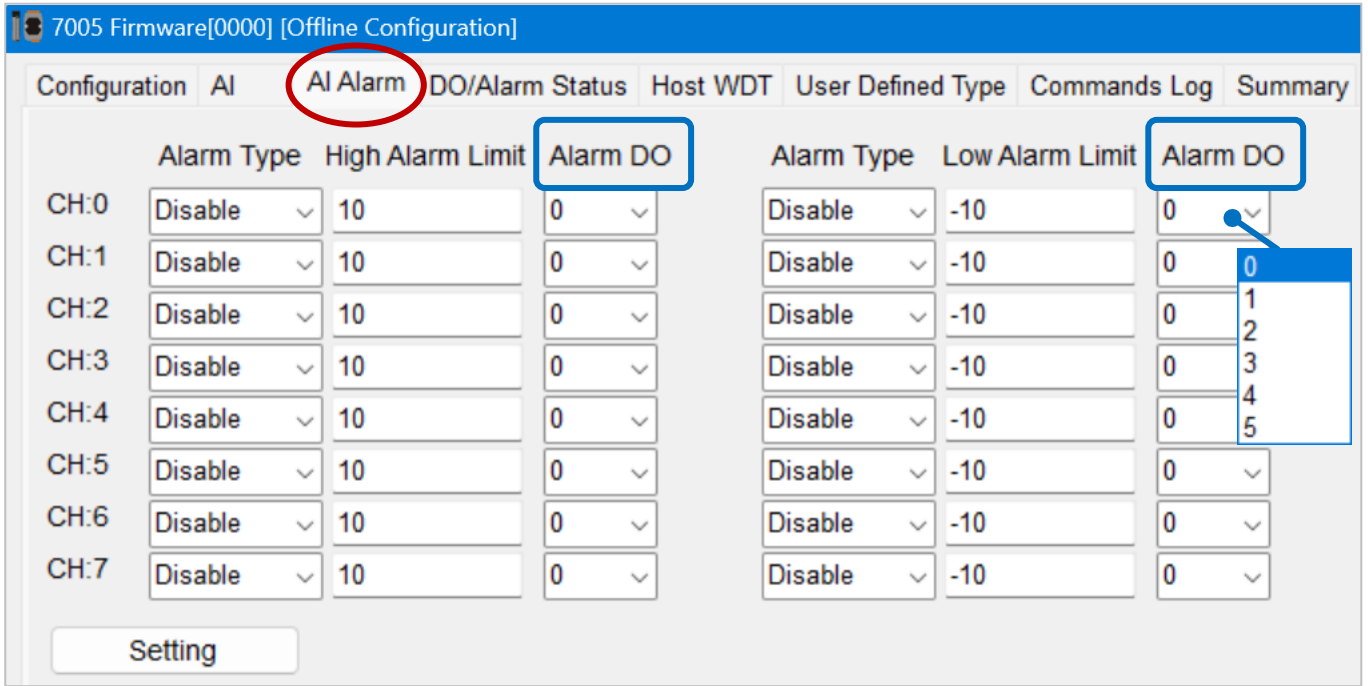 7005 Firmware[0000] [Offline Configuration]
Configuration AI AI Alarm DO/Alarm Status Host WDT User Defined Type Commands Log Summary
Alarm Type High Alarm Limit Alarm DO Alarm Type Low Alarm Limit Alarm DO
CH:0 Disable 10 0 Disable -10 0
CH:1 Disable 10 0 Disable -10 0 0
CH:2 Disable 10 0 Disable -10 0 1
2
CH:3 Disable 10 0 Disable -10 0 3
CH:4 Disable 10 0 Disable -10 0 4
5
CH:5 Disable 10 0 Disable -10 0
CH:6 Disable 10 0 Disable -10 0
CH:7 Disable 10 0 Disable -10 0
Setting